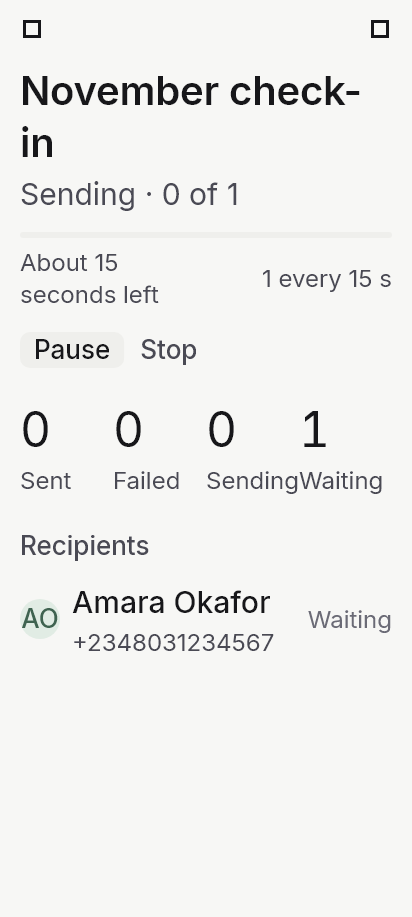 November check-
in
Sending · 0 of 1
About 15
seconds left
1 every 15 s
Pause Stop
0 0 0 1
Sent Failed Sending Waiting
Recipients
AO Amara Okafor
+2348031234567
Waiting